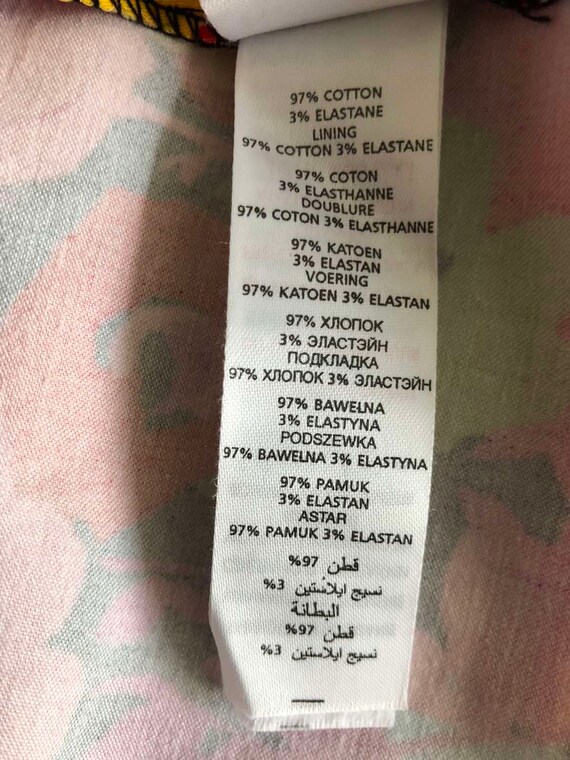 97% COTTON
3% ELASTANE
LINING
97% COTTON 3% ELASTANE
97% COTON
3% ELASTHANNE
DOUBLURE
97% COTON 3% ELASTHANNE
97% KATOEN
3% ELASTAN
VOERING
97% KATOEN 3% ELASTAN
97% ХЛОПОК
3% ЭЛАСТЭЙН
ПОДКЛАДКА
97% ХЛОПОК 3% ЭЛАСТЭЙН
97% BAWELNA
3% ELASTYNA
PODSZEWKA
97% BAWELNA 3% ELASTYNA
97% PAMUK
3% ELASTAN
ASTAR
97% PAMUK 3% ELASTAN
قطن 97%
نسيج ايلاستين 3%
البطانة
قطن 97%
نسيج ايلاستين 3%